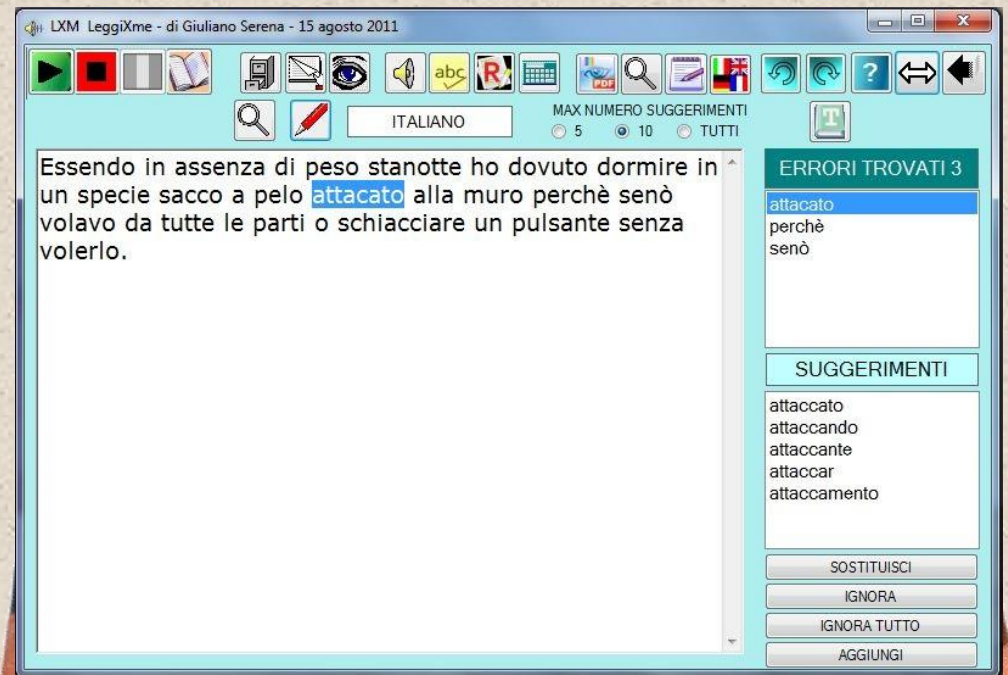 LXM LeggiXme - di Giuliano Serena - 15 agosto 2011
abc R PDF ?
ITALIANO
MAX NUMERO SUGGERIMENTI
5 10 TUTTI
T
Essendo in assenza di peso stanotte ho dovuto dormire in
un specie sacco a pelo attacato alla muro perchè senò
volavo da tutte le parti o schiacciare un pulsante senza
volerlo.
ERRORI TROVATI 3
attacato
perchè
senò
SUGGERIMENTI
attaccato
attaccando
attaccante
attaccar
attaccamento
SOSTITUISCI
IGNORA
IGNORA TUTTO
AGGIUNGI